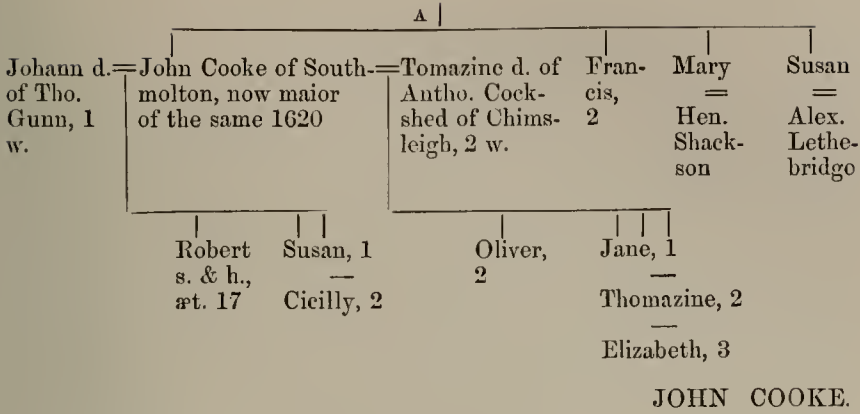 A
Johann d.=John Cooke of South-=Tomazine d. of Fran- Mary Susan
of Tho. molton, now maior Antho. Cock- cis, = =
Gunn, 1 of the same 1620 shed of Chims- 2 Hen. Alex.
w. leigh, 2 w. Shack- Lethe-
son bridgo
Robert Susan, 1 Oliver, Jane, 1
s. & h., — 2 —
æt. 17 Cicilly, 2 Thomazine, 2
—
Elizabeth, 3
JOHN COOKE.